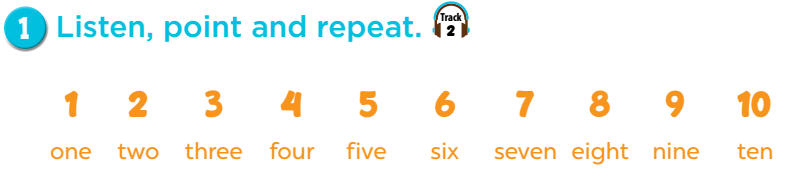 1 Listen, point and repeat. Track 2
1 2 3 4 5 6 7 8 9 10
one two three four five six seven eight nine ten